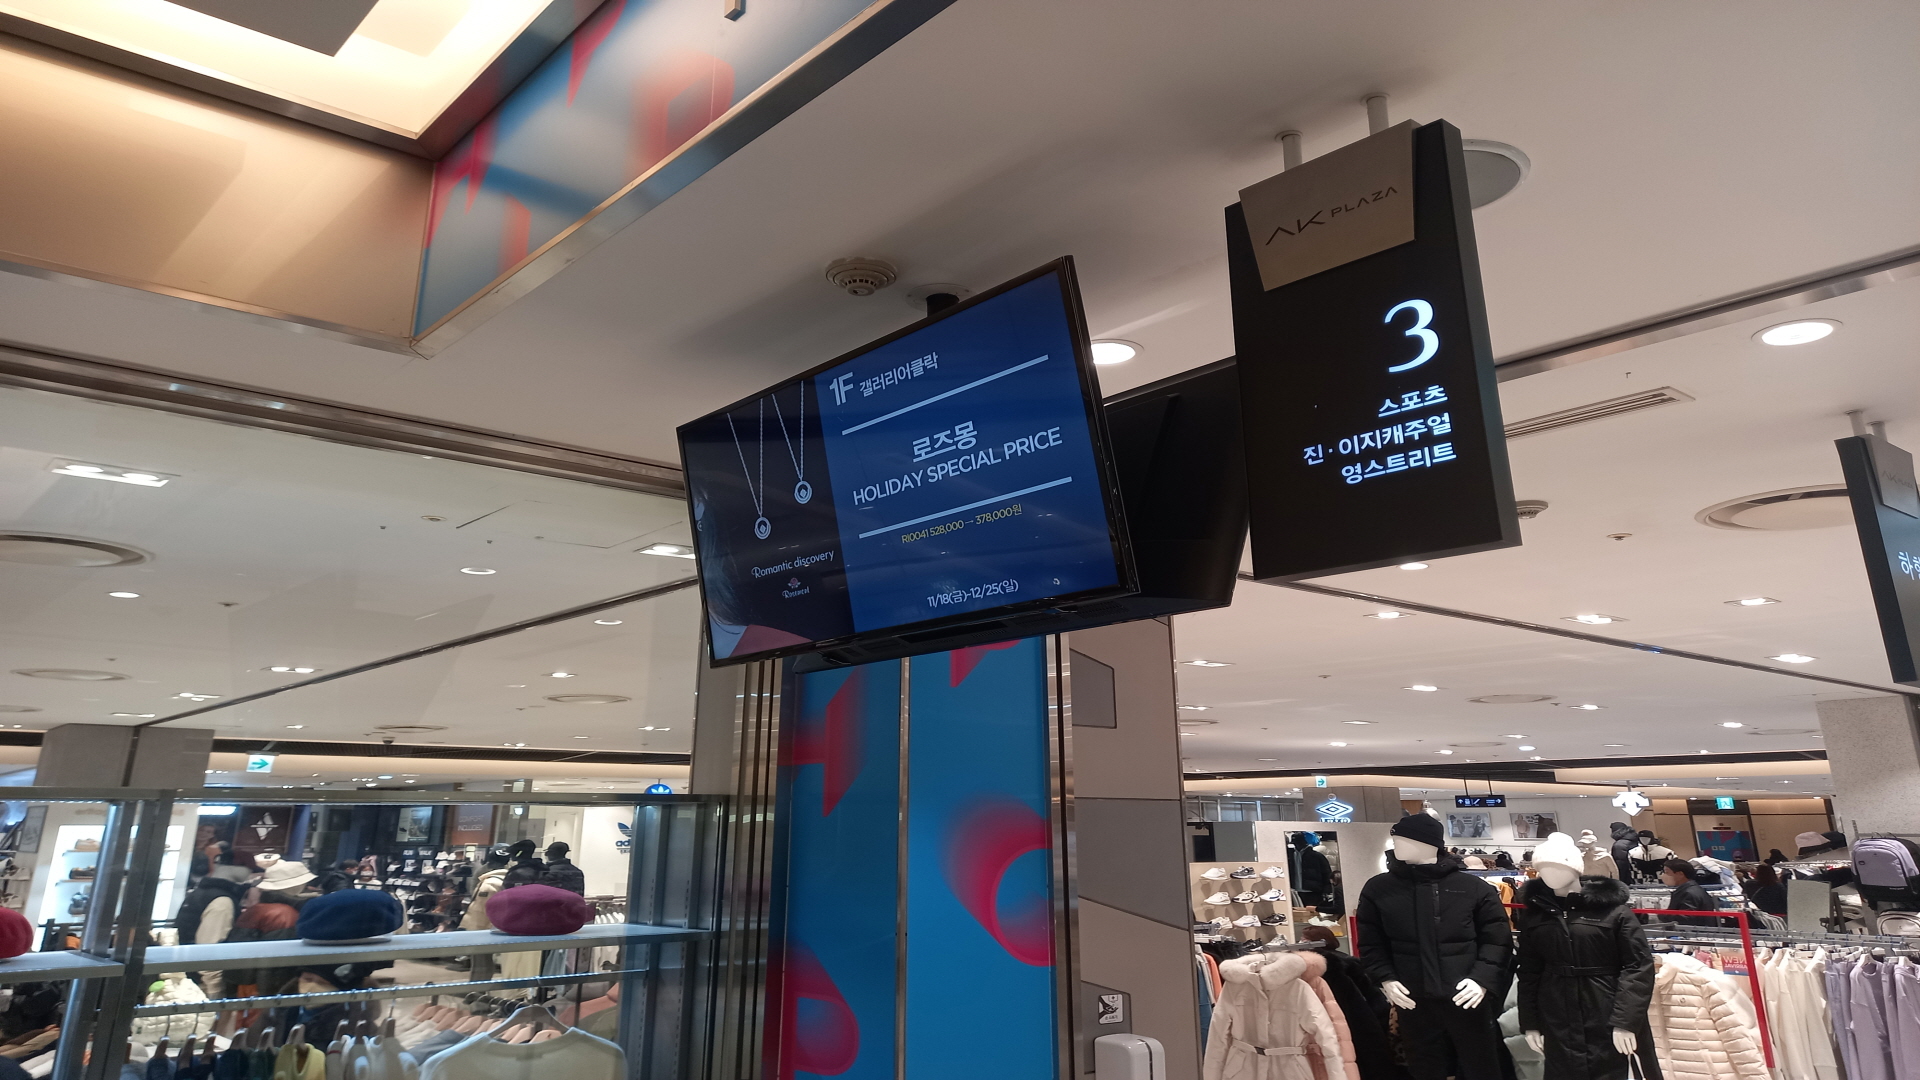 1F 갤러리어클락
로즈몽
HOLIDAY SPECIAL PRICE
RI0041 528,000 → 378,000원
11/18(금)-12/25(일)
Romantic discovery
Rosemont
AK PLAZA
3
스포츠
진 · 이지캐주얼
영스트리트